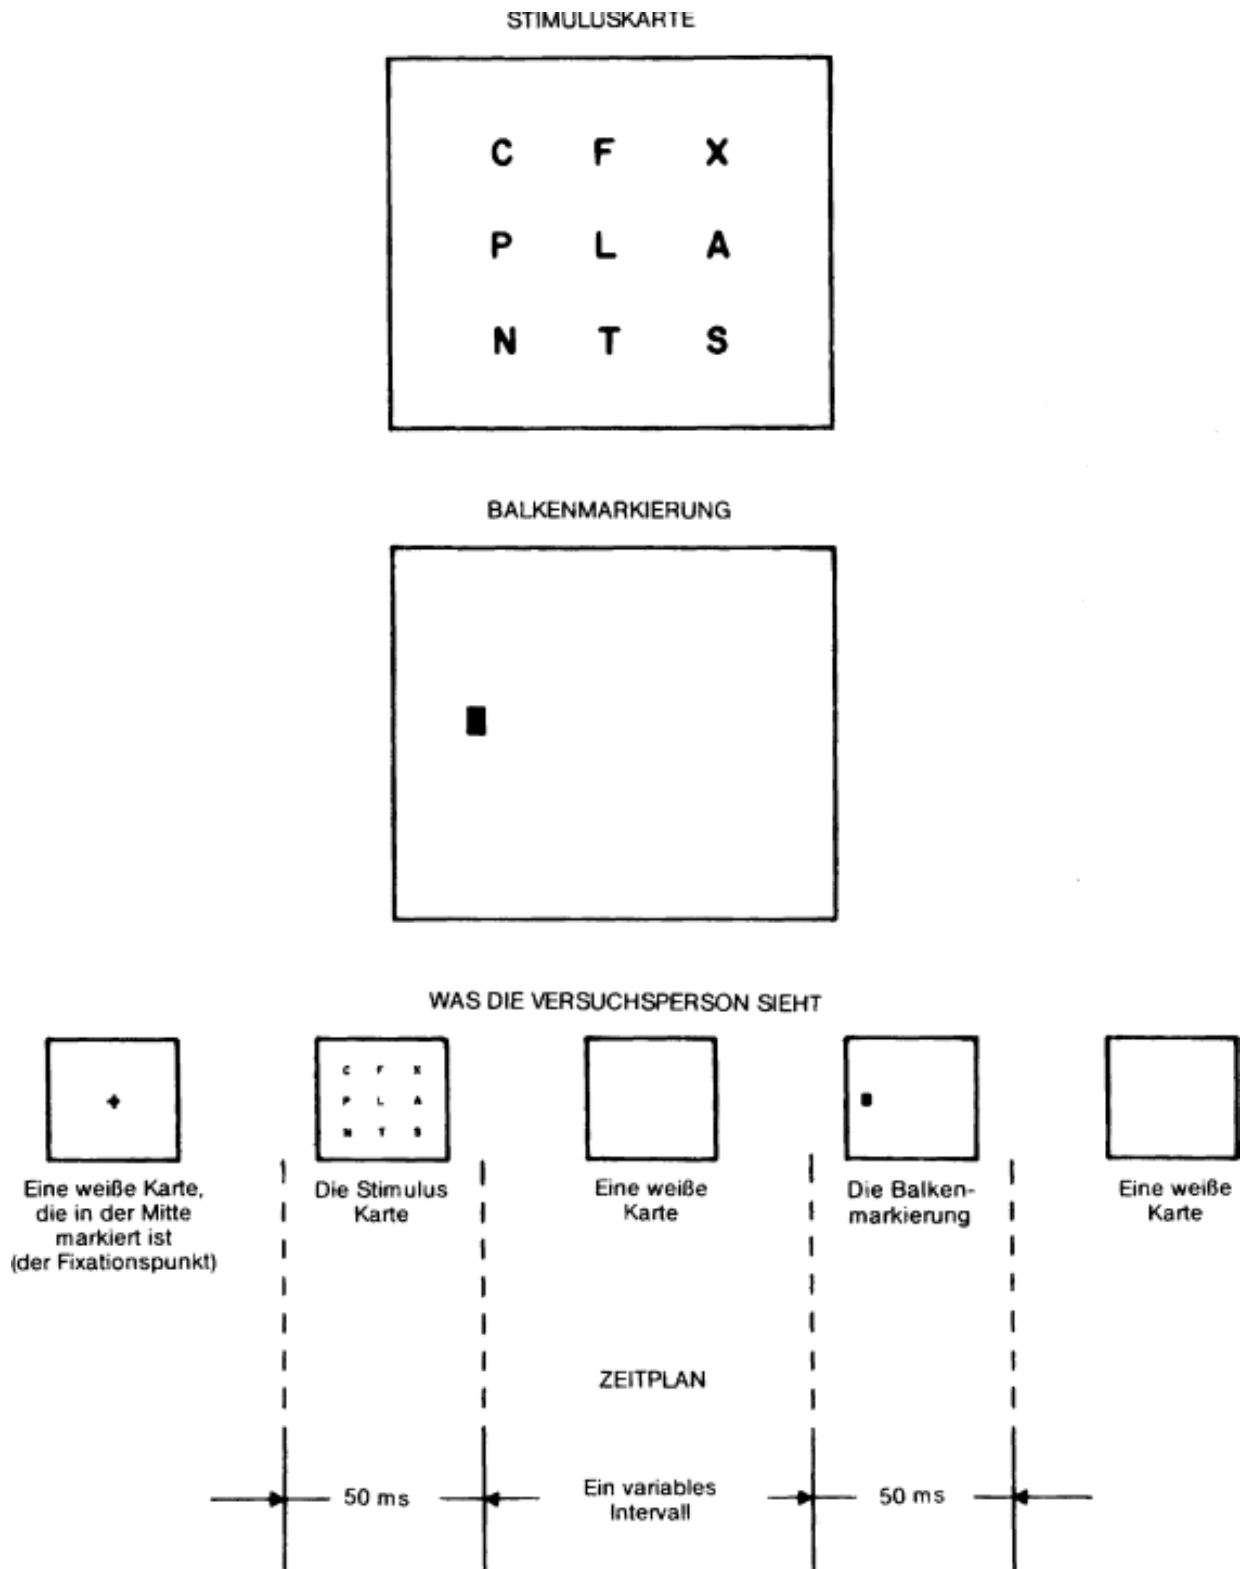 STIMULUSKARTE
C F X
P L A
N T S
BALKENMARKIERUNG
WAS DIE VERSUCHSPERSON SIEHT
C F X
P L A
N T S
Eine weiße Karte,
die in der Mitte
markiert ist
(der Fixationspunkt)
Die Stimulus
Karte
Eine weiße
Karte
Die Balken-
markierung
Eine weiße
Karte
ZEITPLAN
50 ms
Ein variables
Intervall
50 ms